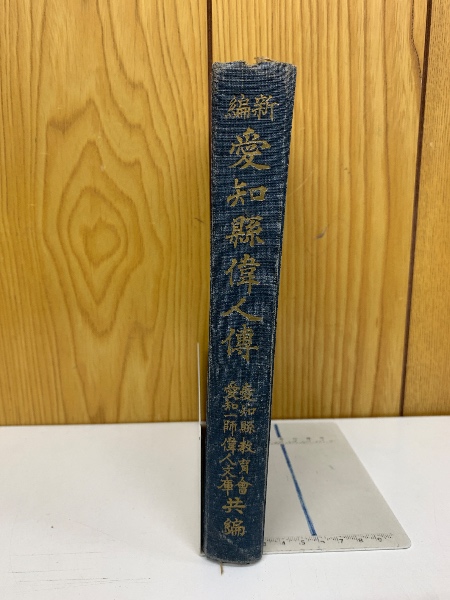 新編
愛知縣偉人傳
愛知縣教育會
愛知一師偉人文庫
共編